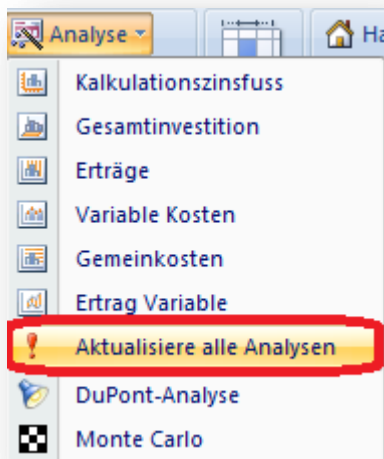 Analyse Ha
Kalkulationszinsfuss
Gesamtinvestition
Erträge
Variable Kosten
Gemeinkosten
Ertrag Variable
Aktualisiere alle Analysen
DuPont-Analyse
Monte Carlo